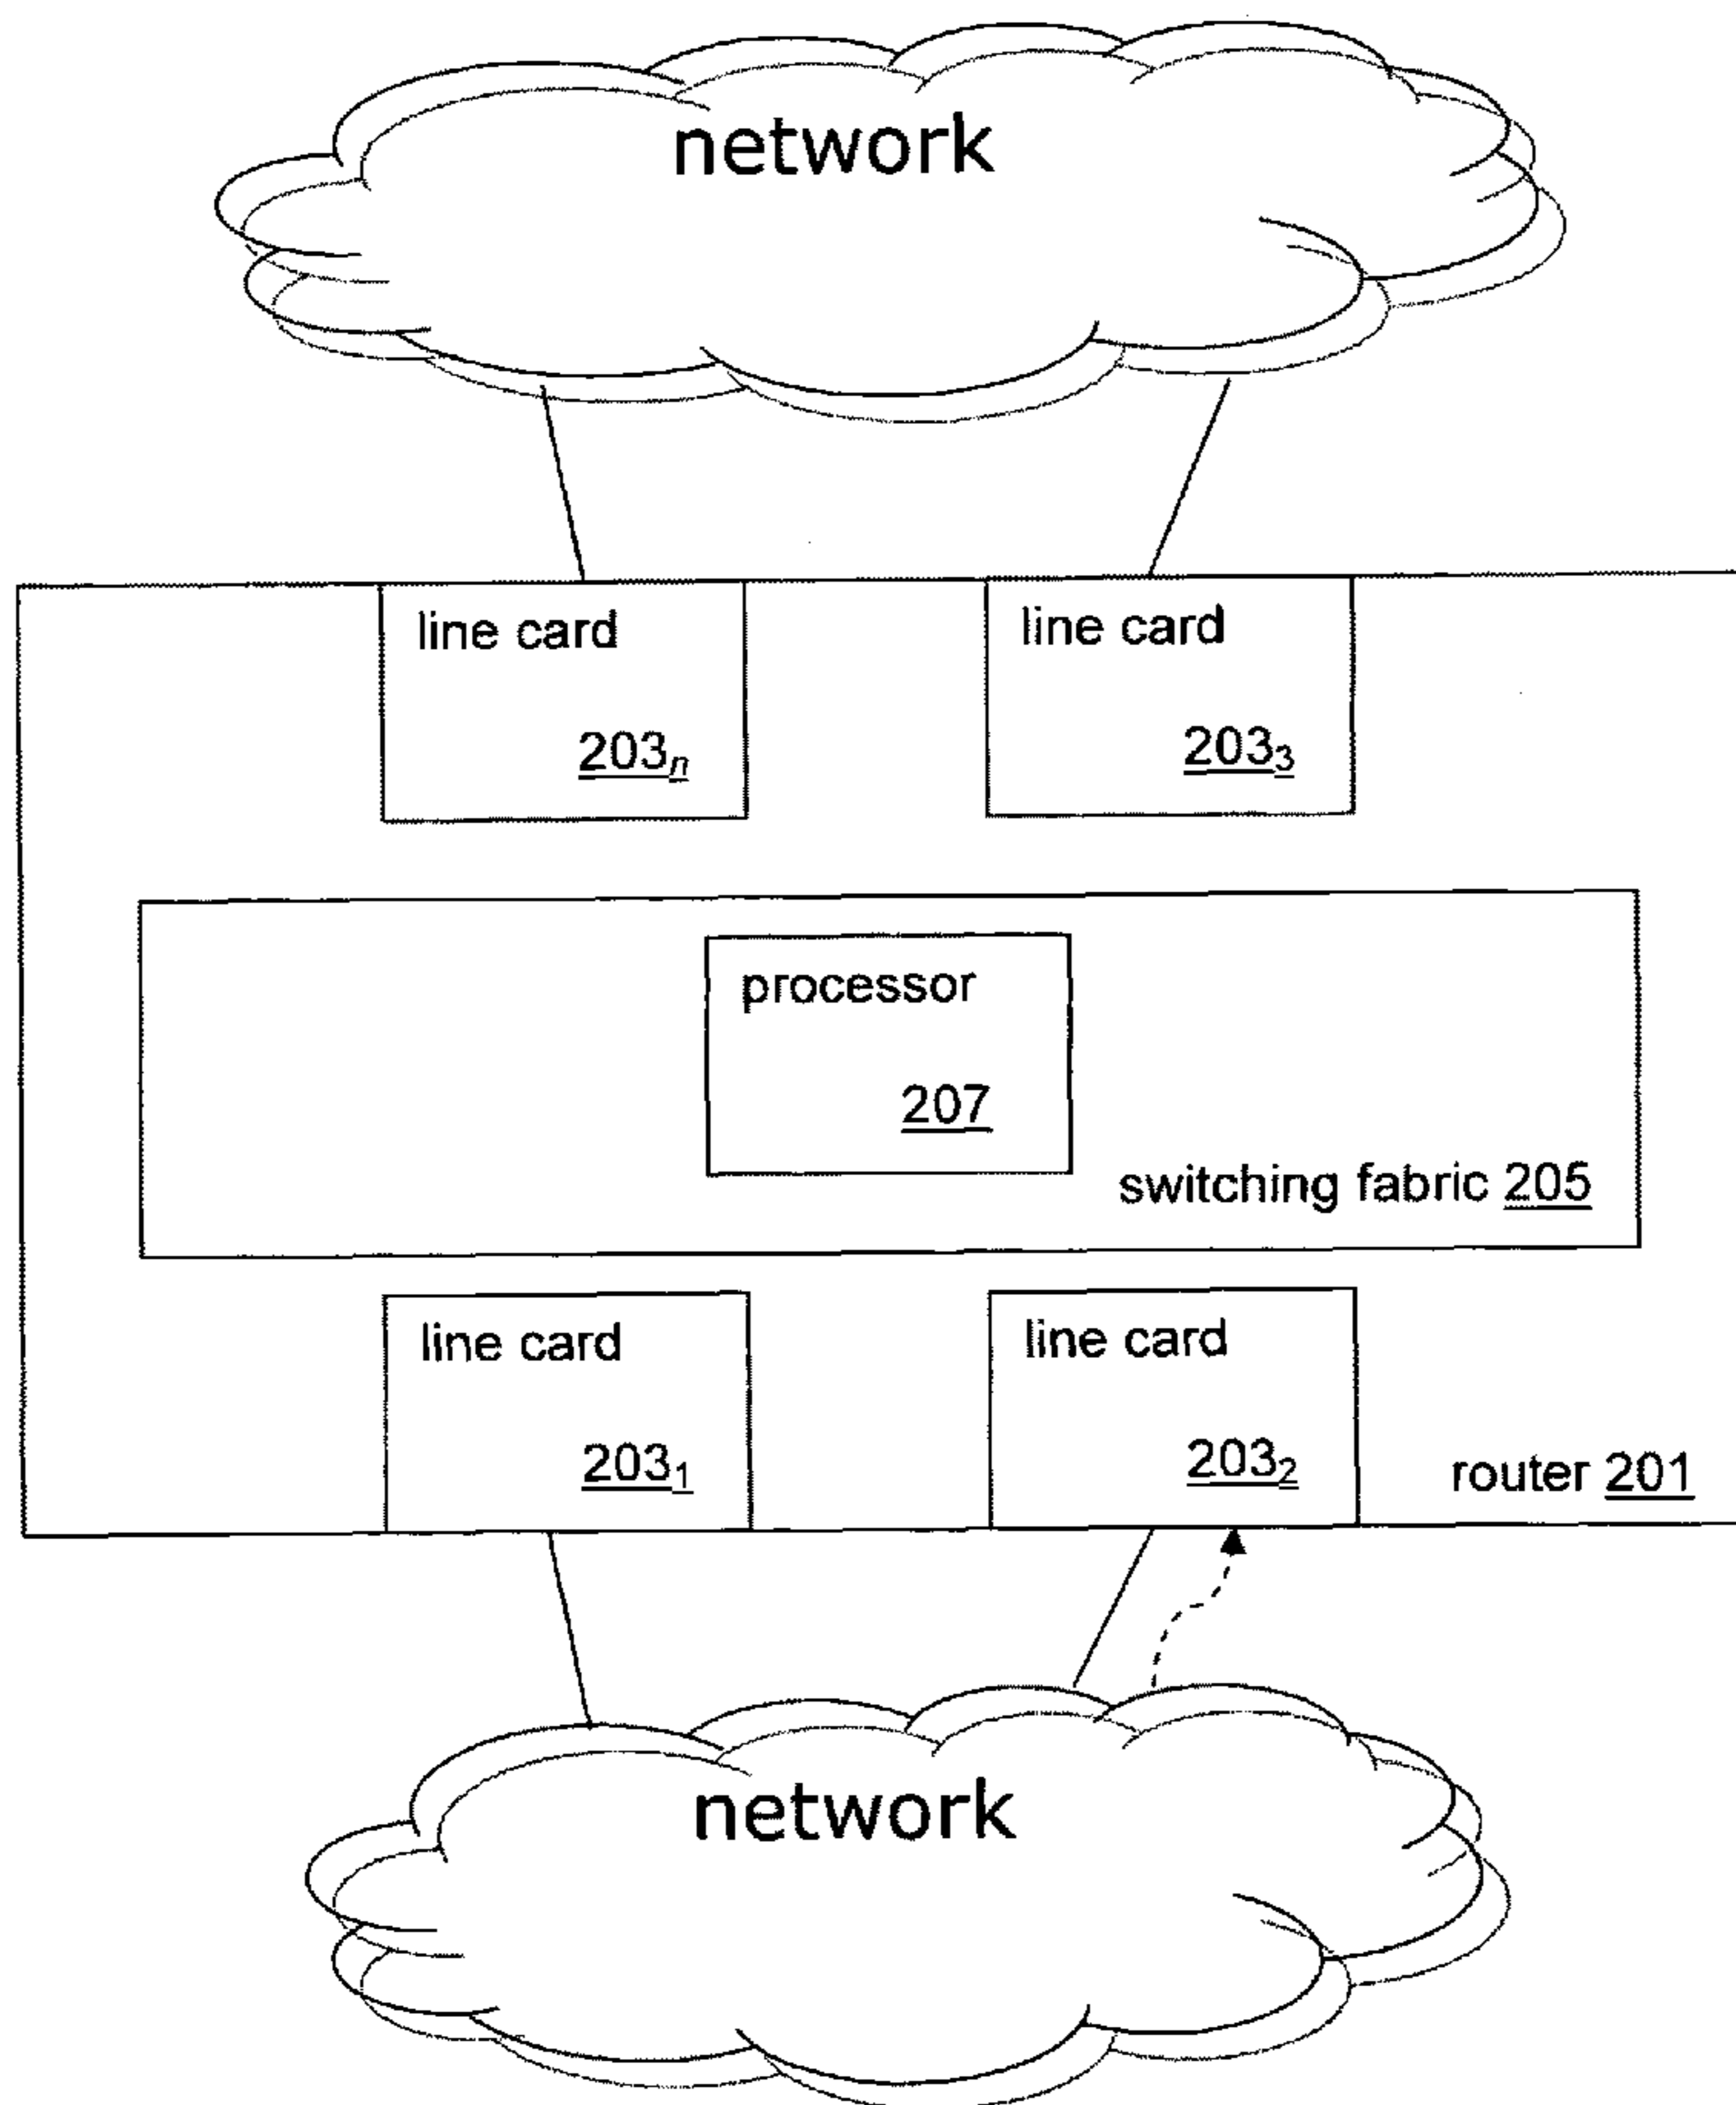 network
line card
203n
line card
2033
processor
207
switching fabric 205
line card
2031
line card
2032
router 201
network